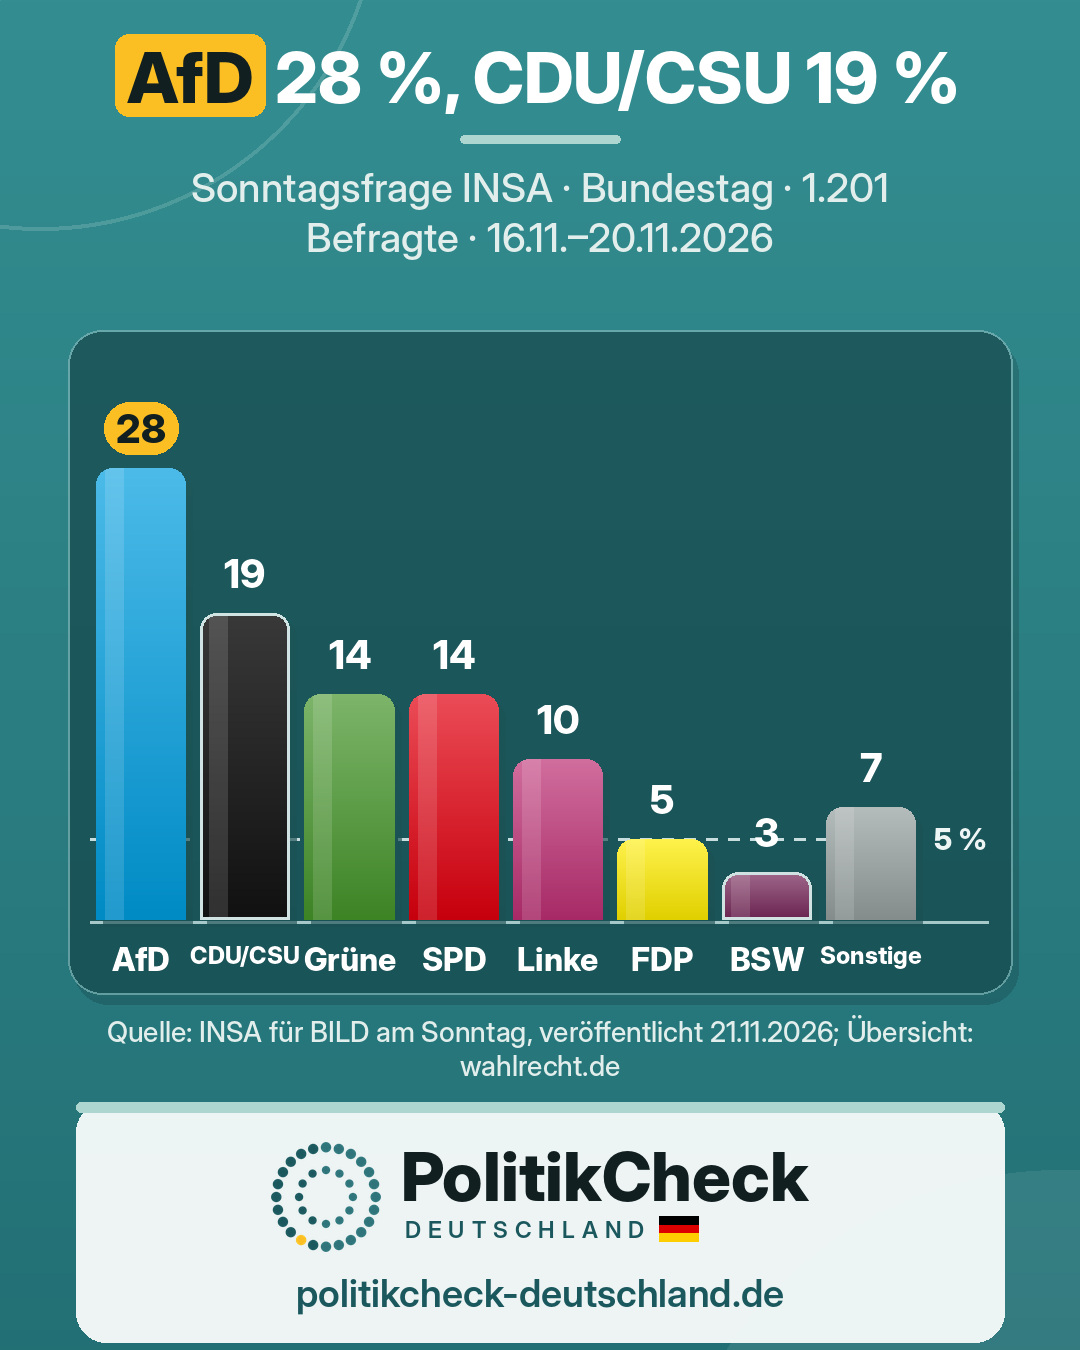 AfD 28 %, CDU/CSU 19 %
Sonntagsfrage INSA · Bundestag · 1.201
Befragte · 16.11.–20.11.2026
28
19
14
14
10
5
3
7
5 %
AfD CDU/CSU Grüne SPD Linke FDP BSW Sonstige
Quelle: INSA für BILD am Sonntag, veröffentlicht 21.11.2026; Übersicht:
wahlrecht.de
PolitikCheck
DEUTSCHLAND
politikcheck-deutschland.de